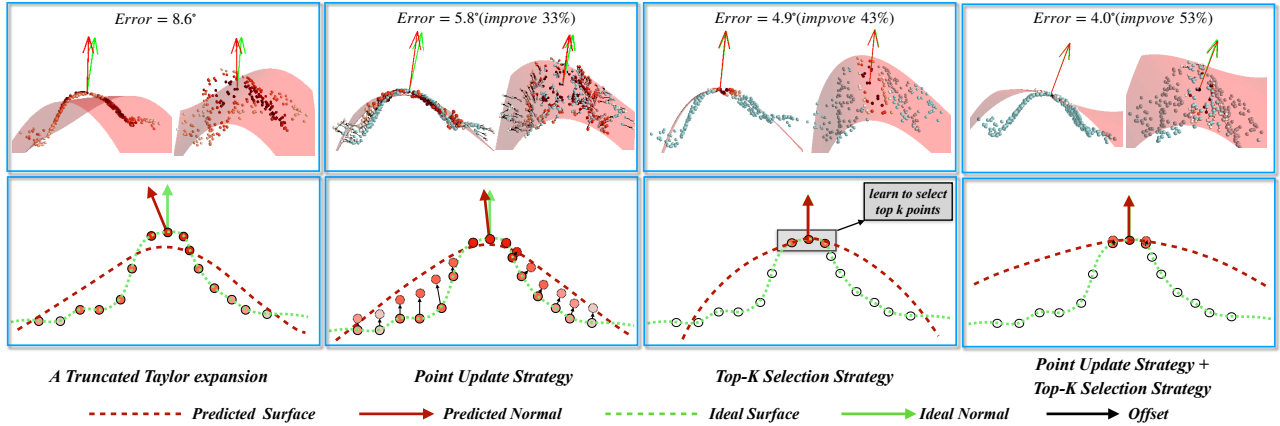 Error = 8.6°
Error = 5.8°(impvove 33%)
Error = 4.9°(impvove 43%)
Error = 4.0°(impvove 53%)
learn to select
top k points
A Truncated Taylor expansion
Point Update Strategy
Top-K Selection Strategy
Point Update Strategy +
Top-K Selection Strategy
Predicted Surface
Predicted Normal
Ideal Surface
Ideal Normal
Offset